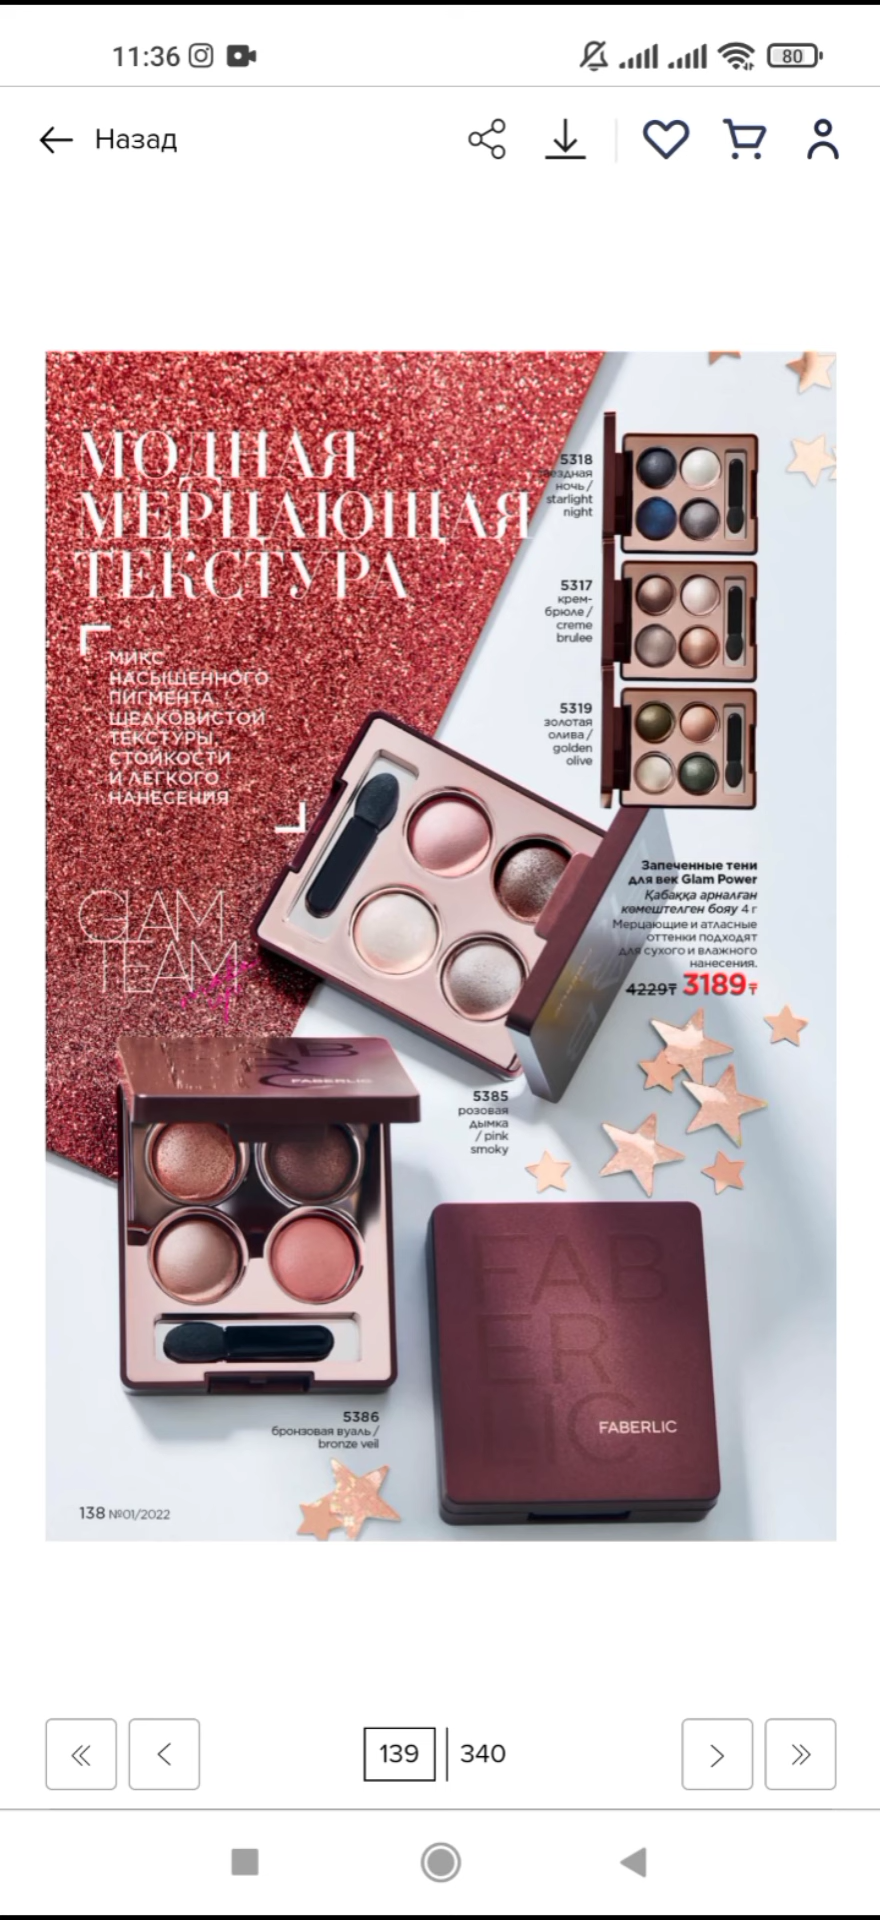 11:36
80
Назад
МОДНАЯ
МЕРЦАЮЩАЯ
ТЕКСТУРА
МИКС
НАСЫЩЕННОГО
ПИГМЕНТА,
ШЕЛКОВИСТОЙ
ТЕКСТУРЫ,
СТОЙКОСТИ
И ЛЕГКОГО
НАНЕСЕНИЯ
GLAM
TEAM
5318
звездная
ночь /
starlight
night
5317
крем-
брюле /
creme
brulee
5319
золотая
олива /
golden
olive
Запеченные тени
для век Glam Power
Қабаққа арналған
көмештелген бояу 4 г
Мерцающие и атласные
оттенки подходят
для сухого и влажного
нанесения.
4229₸ 3189₸
5385
розовая
дымка
/ pink
smoky
FABERLIC
5386
бронзовая вуаль /
bronze veil
FAB
ER
LIC
FABERLIC
138 №01/2022
139 340